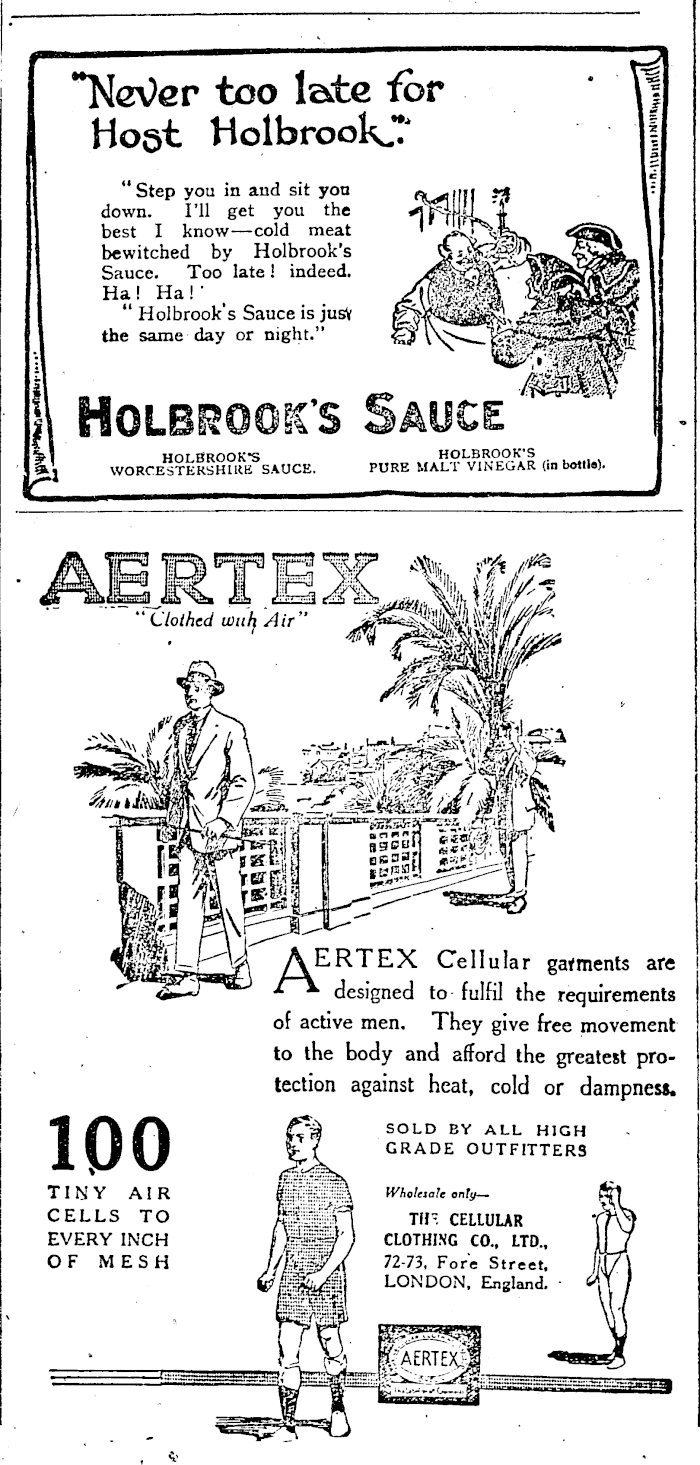 "Never too late for
Host Holbrook."
"Step you in and sit you
down. I'll get you the
best I know—cold meat
bewitched by Holbrook's
Sauce. Too late! indeed.
Ha! Ha!"
"Holbrook's Sauce is just
the same day or night."
HOLBROOK'S SAUCE
HOLBROOK'S
WORCESTERSHIRE SAUCE.
HOLBROOK'S
PURE MALT VINEGAR (in bottle).
AERTEX
"Clothed with Air"
AERTEX Cellular garments are
designed to fulfil the requirements
of active men. They give free movement
to the body and afford the greatest pro-
tection against heat, cold or dampness.
100
TINY AIR
CELLS TO
EVERY INCH
OF MESH
SOLD BY ALL HIGH
GRADE OUTFITTERS
Wholesale only—
THE CELLULAR
CLOTHING CO., LTD.,
72-73, Fore Street,
LONDON, England.
AERTEX